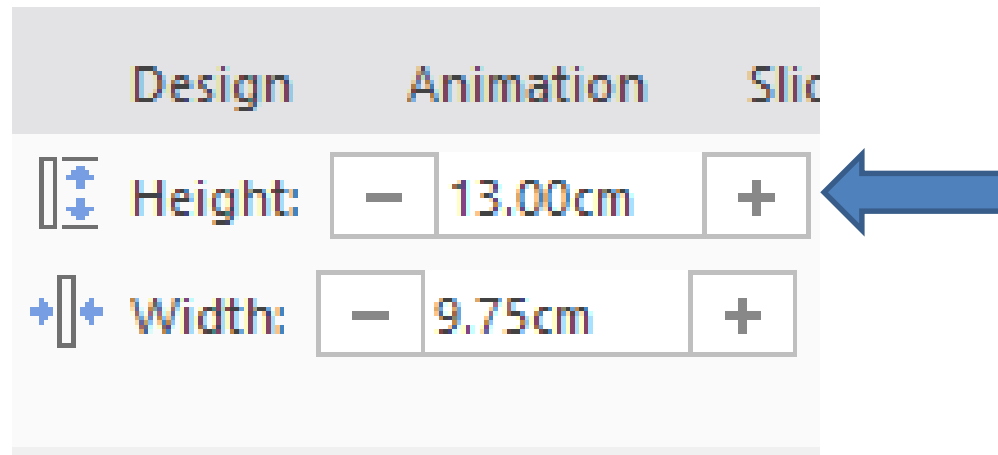 Design Animation
Height: − 13.00cm +
Width: − 9.75cm +